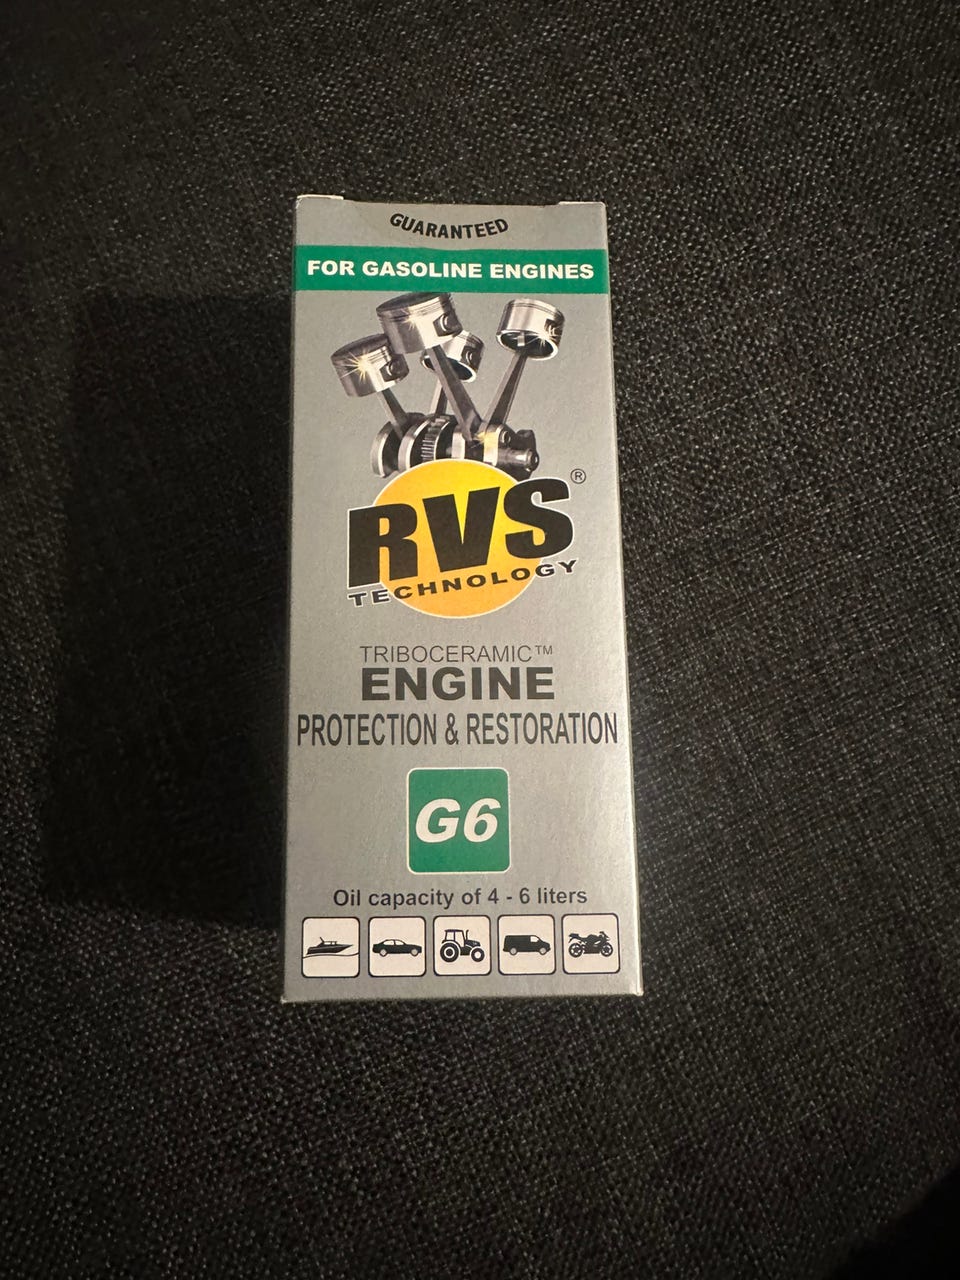 GUARANTEED
FOR GASOLINE ENGINES
RVS®
TECHNOLOGY
TRIBOCERAMIC™
ENGINE
PROTECTION & RESTORATION
G6
Oil capacity of 4 - 6 liters